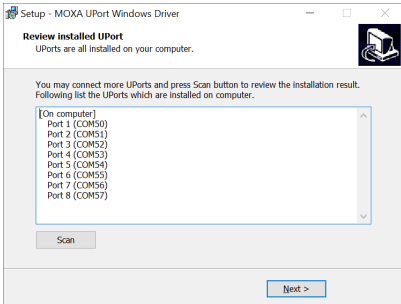 Setup - MOXA UPort Windows Driver
Review installed UPort
UPorts are all installed on your computer.
You may connect more UPorts and press Scan button to review the installation result.
Following list the UPorts which are installed on computer.
[On computer]
Port 1 (COM50)
Port 2 (COM51)
Port 3 (COM52)
Port 4 (COM53)
Port 5 (COM54)
Port 6 (COM55)
Port 7 (COM56)
Port 8 (COM57)
Scan
Next >